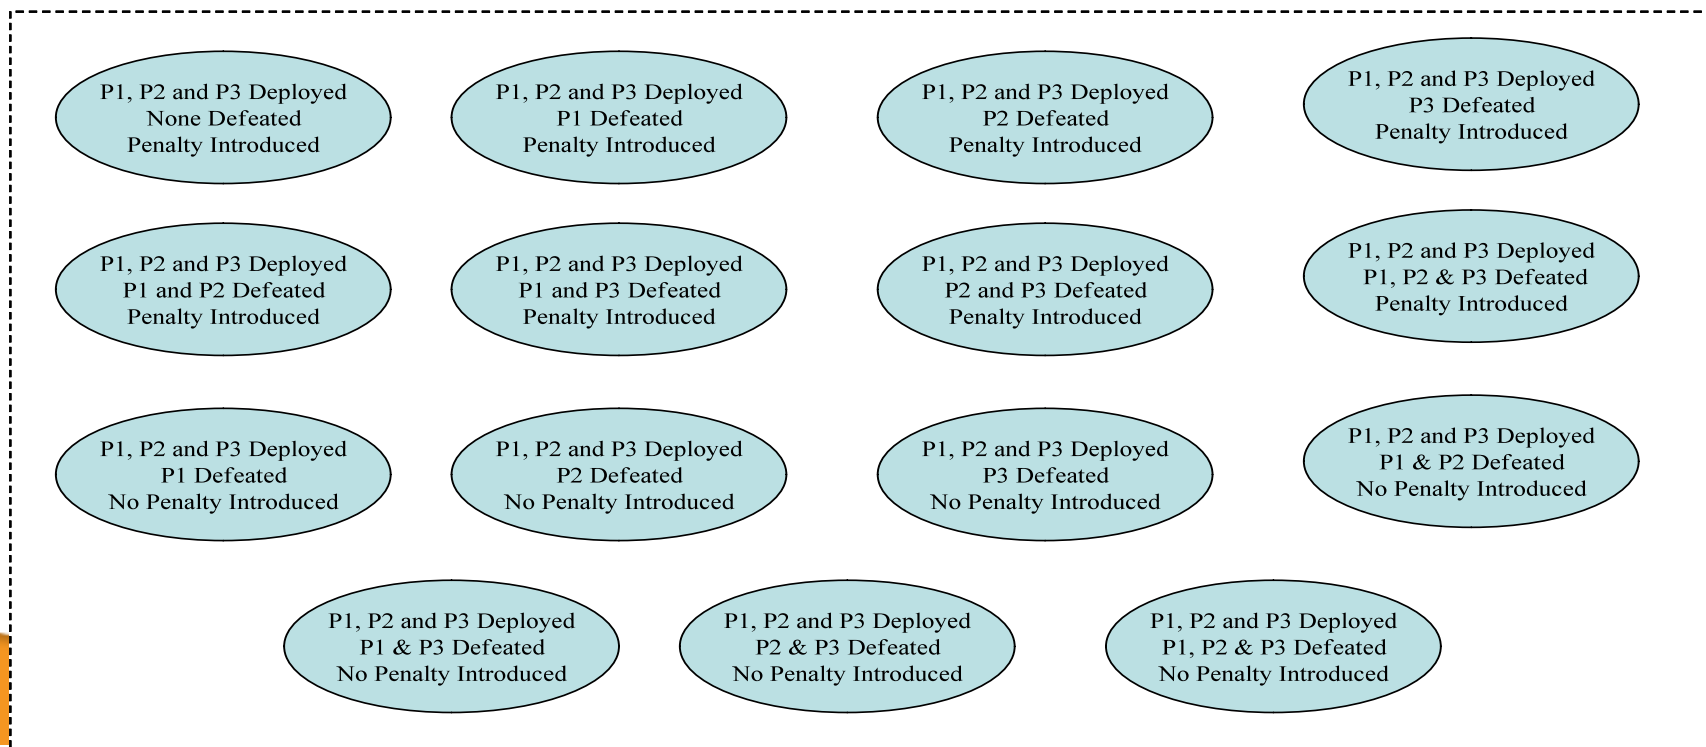 P1, P2 and P3 Deployed
None Defeated
Penalty Introduced
P1, P2 and P3 Deployed
P1 Defeated
Penalty Introduced
P1, P2 and P3 Deployed
P2 Defeated
Penalty Introduced
P1, P2 and P3 Deployed
P3 Defeated
Penalty Introduced
P1, P2 and P3 Deployed
P1 and P2 Defeated
Penalty Introduced
P1, P2 and P3 Deployed
P1 and P3 Defeated
Penalty Introduced
P1, P2 and P3 Deployed
P2 and P3 Defeated
Penalty Introduced
P1, P2 and P3 Deployed
P1, P2 & P3 Defeated
Penalty Introduced
P1, P2 and P3 Deployed
P1 Defeated
No Penalty Introduced
P1, P2 and P3 Deployed
P2 Defeated
No Penalty Introduced
P1, P2 and P3 Deployed
P3 Defeated
No Penalty Introduced
P1, P2 and P3 Deployed
P1 & P2 Defeated
No Penalty Introduced
P1, P2 and P3 Deployed
P1 & P3 Defeated
No Penalty Introduced
P1, P2 and P3 Deployed
P2 & P3 Defeated
No Penalty Introduced
P1, P2 and P3 Deployed
P1, P2 & P3 Defeated
No Penalty Introduced